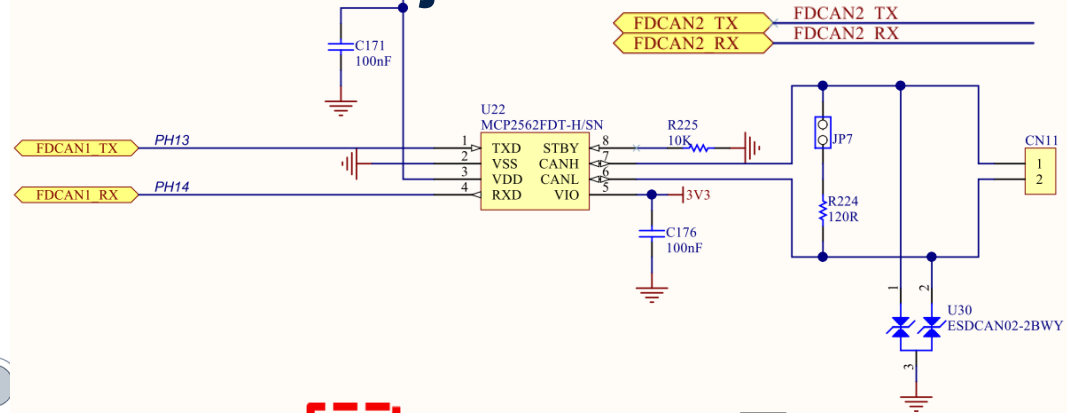 FDCAN2_TX
FDCAN2_TX
FDCAN2_RX
FDCAN2_RX
C171
100nF
U22
MCP2562FDT-H/SN
FDCAN1_TX
PH13
1
TXD
STBY
8
R225
10K
2
VSS
CANH
7
3
VDD
CANL
6
FDCAN1_RX
PH14
4
RXD
VIO
5
3V3
C176
100nF
JP7
R224
120R
CN11
1
2
1
2
U30
ESDCAN02-2BWY
3